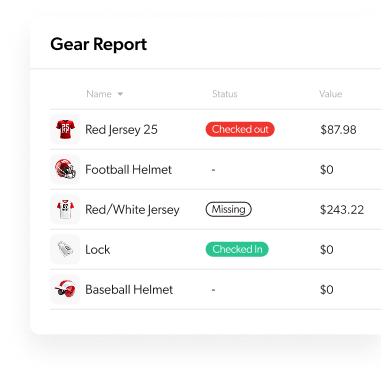 Gear Report
Name Status Value
Red Jersey 25 Checked out $87.98
Football Helmet - $0
Red/White Jersey Missing $243.22
Lock Checked In $0
Baseball Helmet - $0